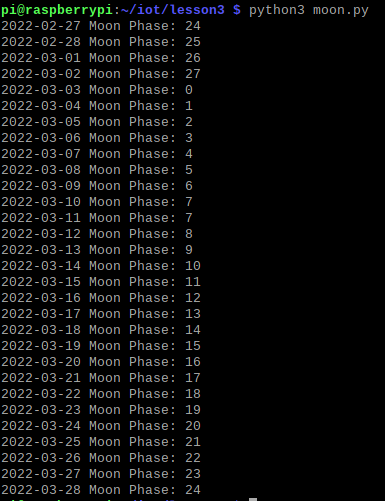 pi@raspberrypi:~/iot/lesson3 $ python3 moon.py
2022-02-27 Moon Phase: 24
2022-02-28 Moon Phase: 25
2022-03-01 Moon Phase: 26
2022-03-02 Moon Phase: 27
2022-03-03 Moon Phase: 0
2022-03-04 Moon Phase: 1
2022-03-05 Moon Phase: 2
2022-03-06 Moon Phase: 3
2022-03-07 Moon Phase: 4
2022-03-08 Moon Phase: 5
2022-03-09 Moon Phase: 6
2022-03-10 Moon Phase: 7
2022-03-11 Moon Phase: 7
2022-03-12 Moon Phase: 8
2022-03-13 Moon Phase: 9
2022-03-14 Moon Phase: 10
2022-03-15 Moon Phase: 11
2022-03-16 Moon Phase: 12
2022-03-17 Moon Phase: 13
2022-03-18 Moon Phase: 14
2022-03-19 Moon Phase: 15
2022-03-20 Moon Phase: 16
2022-03-21 Moon Phase: 17
2022-03-22 Moon Phase: 18
2022-03-23 Moon Phase: 19
2022-03-24 Moon Phase: 20
2022-03-25 Moon Phase: 21
2022-03-26 Moon Phase: 22
2022-03-27 Moon Phase: 23
2022-03-28 Moon Phase: 24